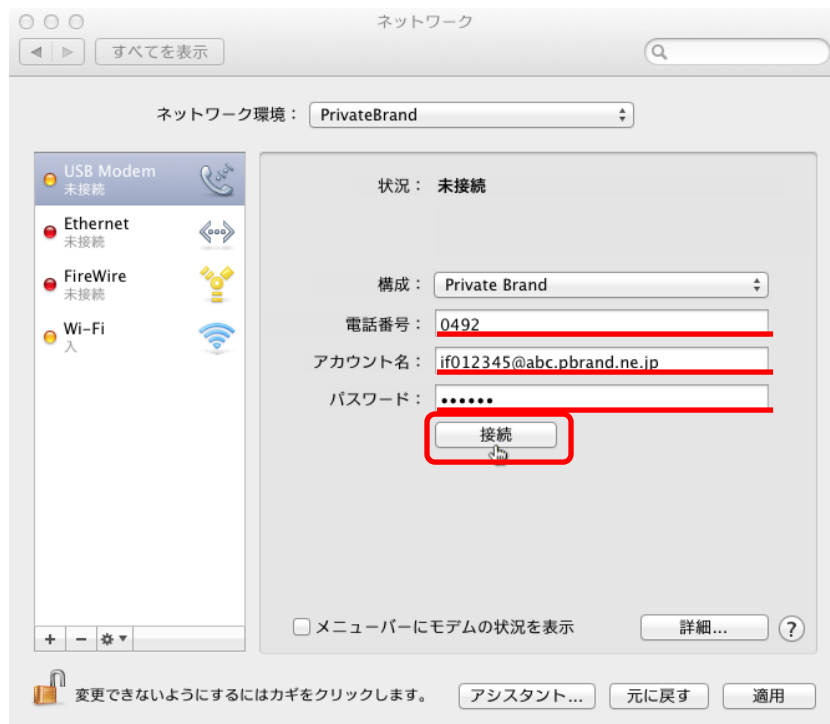 ネットワーク
すべてを表示
ネットワーク環境： PrivateBrand
USB Modem
未接続
Ethernet
未接続
FireWire
未接続
Wi-Fi
入
状況： 未接続
構成： Private Brand
電話番号： 0492
アカウント名： if012345@abc.pbrand.ne.jp
パスワード： ••••••
接続
メニューバーにモデムの状況を表示
詳細...
?
変更できないようにするにはカギをクリックします。
アシスタント...
元に戻す
適用